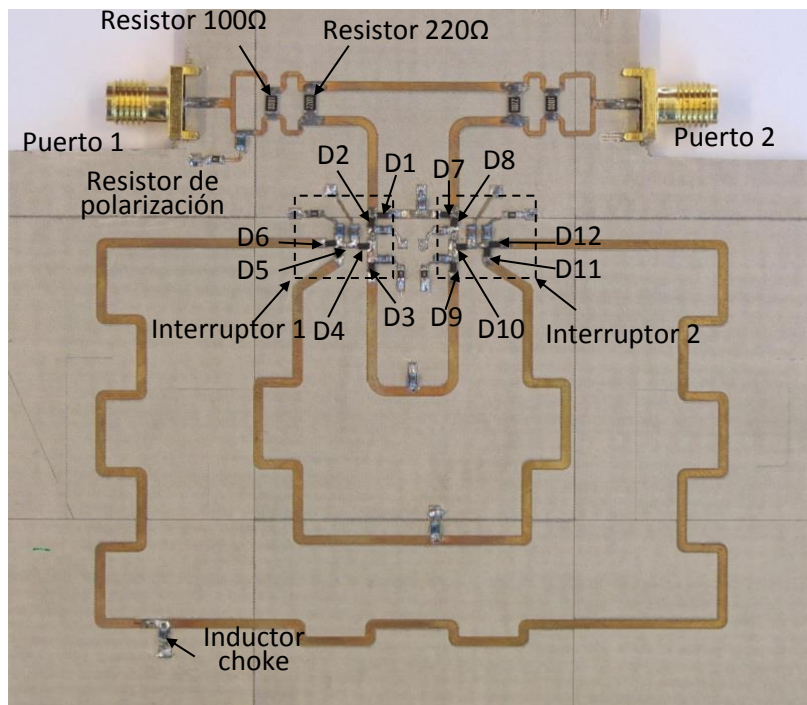 Resistor 100Ω
Resistor 220Ω
Puerto 1
Puerto 2
Resistor de
polarización
D2
D1
D7
D8
D6
D5
D12
D11
Interruptor 1
D4
D3
D9
D10
Interruptor 2
Inductor
choke